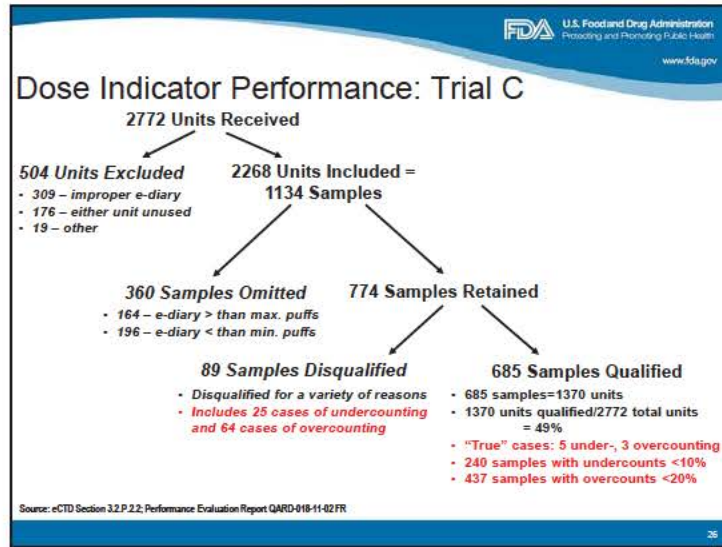 FDA U.S. Food and Drug Administration
Protecting and Promoting Public Health
www.fda.gov
Dose Indicator Performance: Trial C
2772 Units Received
504 Units Excluded
• 309 – improper e-diary
• 176 – either unit unused
• 19 – other
2268 Units Included =
1134 Samples
360 Samples Omitted
• 164 – e-diary > than max. puffs
• 196 – e-diary < than min. puffs
774 Samples Retained
89 Samples Disqualified
• Disqualified for a variety of reasons
• Includes 25 cases of undercounting
and 64 cases of overcounting
685 Samples Qualified
• 685 samples=1370 units
• 1370 units qualified/2772 total units
= 49%
• "True" cases: 5 under-, 3 overcounting
• 240 samples with undercounts <10%
• 437 samples with overcounts <20%
Source: eCTD Section 3.2.P.2.2; Performance Evaluation Report QARD-018-11-02 FR
26